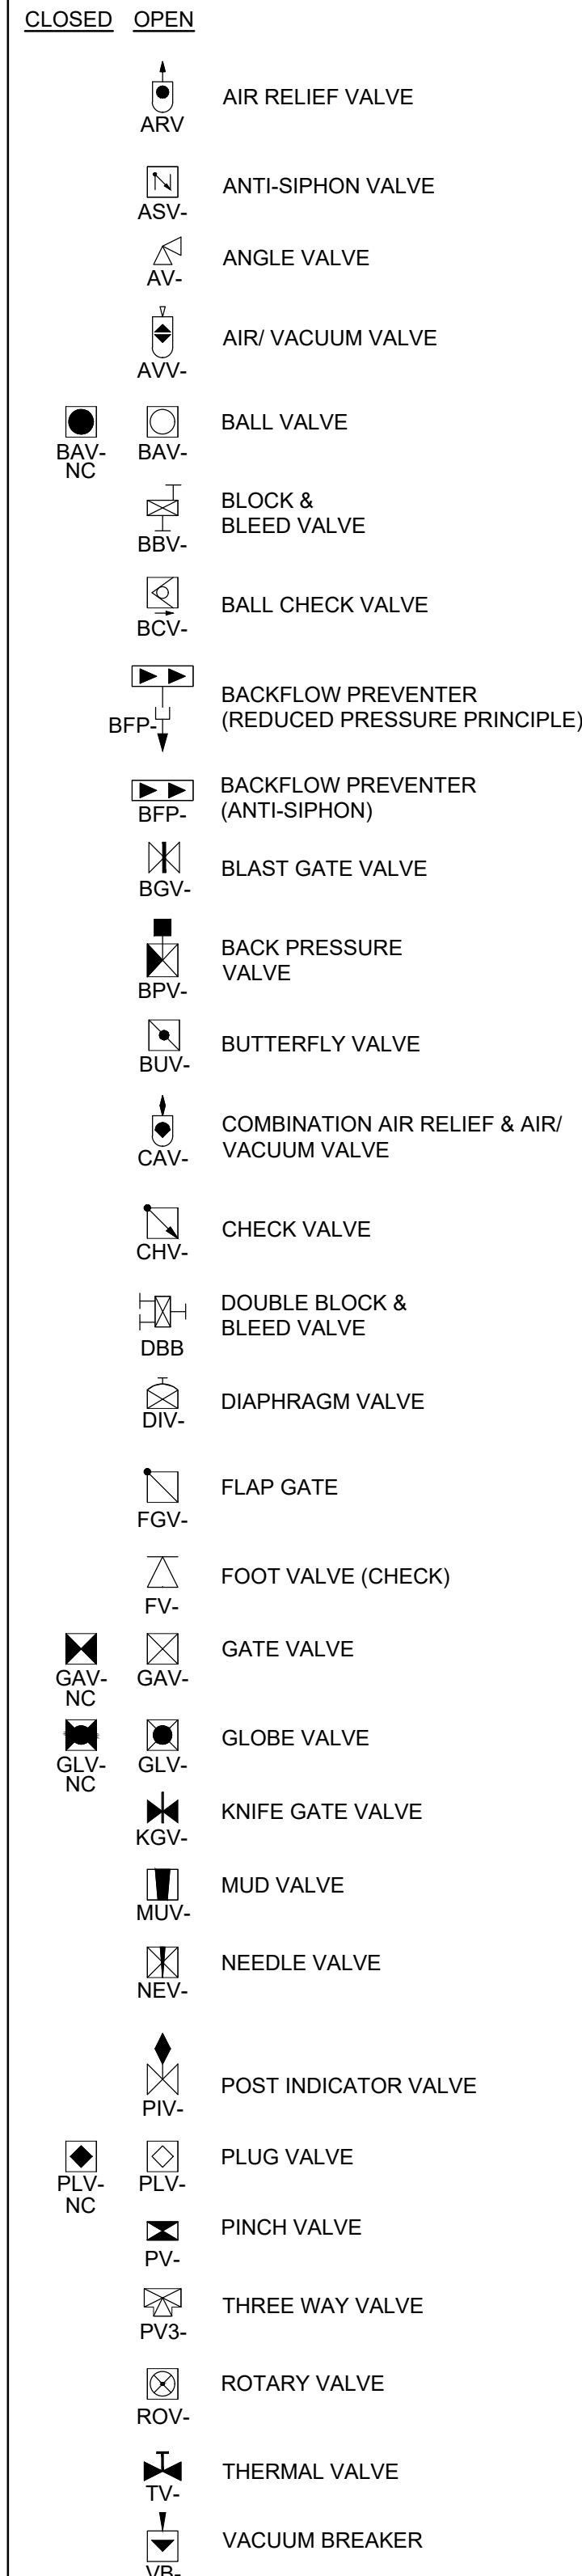 CLOSED OPEN
ARV AIR RELIEF VALVE
ASV- ANTI-SIPHON VALVE
AV- ANGLE VALVE
AVV- AIR/ VACUUM VALVE
BAV-NC BAV- BALL VALVE
BBV- BLOCK &
BLEED VALVE
BCV- BALL CHECK VALVE
BFP- BACKFLOW PREVENTER
(REDUCED PRESSURE PRINCIPLE)
BFP- BACKFLOW PREVENTER
(ANTI-SIPHON)
BGV- BLAST GATE VALVE
BPV- BACK PRESSURE
VALVE
BUV- BUTTERFLY VALVE
CAV- COMBINATION AIR RELIEF & AIR/
VACUUM VALVE
CHV- CHECK VALVE
DBB DOUBLE BLOCK &
BLEED VALVE
DIV- DIAPHRAGM VALVE
FGV- FLAP GATE
FV- FOOT VALVE (CHECK)
GAV-NC GAV- GATE VALVE
GLV-NC GLV- GLOBE VALVE
KGV- KNIFE GATE VALVE
MUV- MUD VALVE
NEV- NEEDLE VALVE
PIV- POST INDICATOR VALVE
PLV-NC PLV- PLUG VALVE
PV- PINCH VALVE
PV3- THREE WAY VALVE
ROV- ROTARY VALVE
TV- THERMAL VALVE
VB- VACUUM BREAKER